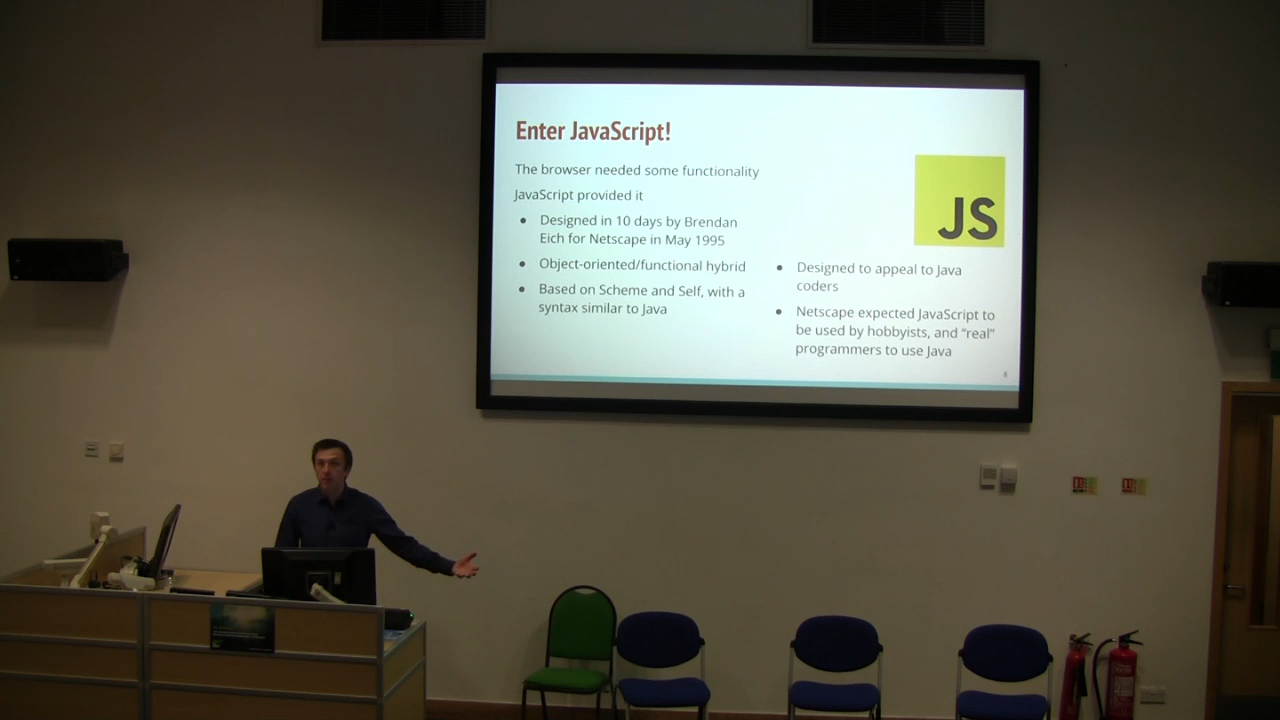 Enter JavaScript!
The browser needed some functionality
JavaScript provided it
● Designed in 10 days by Brendan
Eich for Netscape in May 1995
● Object-oriented/functional hybrid
● Based on Scheme and Self, with a
syntax similar to Java
JS
● Designed to appeal to Java
coders
● Netscape expected JavaScript to
be used by hobbyists, and “real”
programmers to use Java